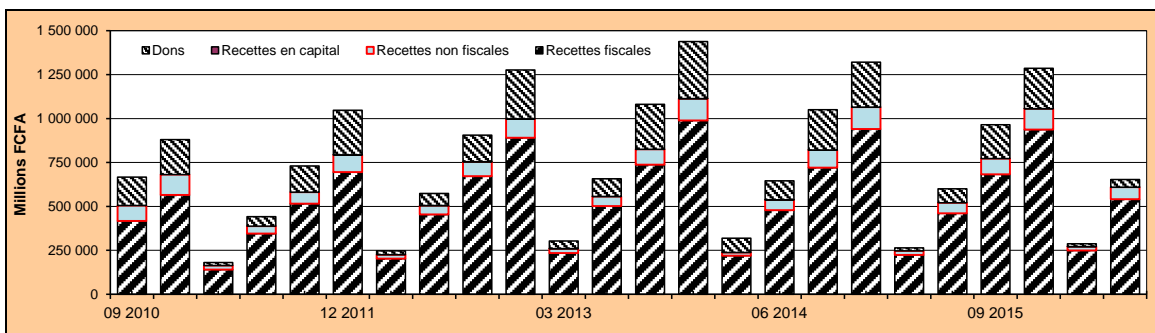 1 500 000
Dons
Recettes en capital
Recettes non fiscales
Recettes fiscales
1 250 000
1 000 000
750 000
500 000
250 000
0
Millions FCFA
09 2010
12 2011
03 2013
06 2014
09 2015